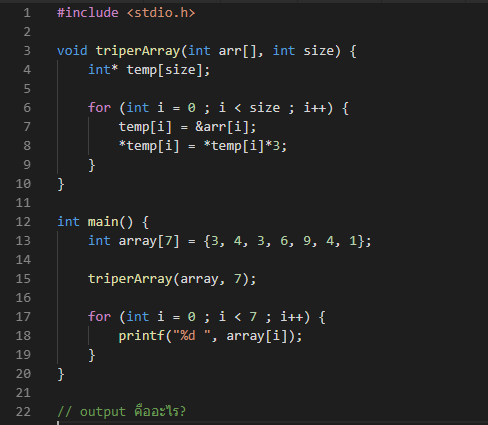 1 #include <stdio.h>
2
3 void triperArray(int arr[], int size) {
4     int* temp[size];
5
6     for (int i = 0 ; i < size ; i++) {
7         temp[i] = &arr[i];
8         *temp[i] = *temp[i]*3;
9     }
10 }
11
12 int main() {
13     int array[7] = {3, 4, 3, 6, 9, 4, 1};
14
15     triperArray(array, 7);
16
17     for (int i = 0 ; i < 7 ; i++) {
18         printf("%d ", array[i]);
19     }
20 }
21
22 // output คืออะไร?